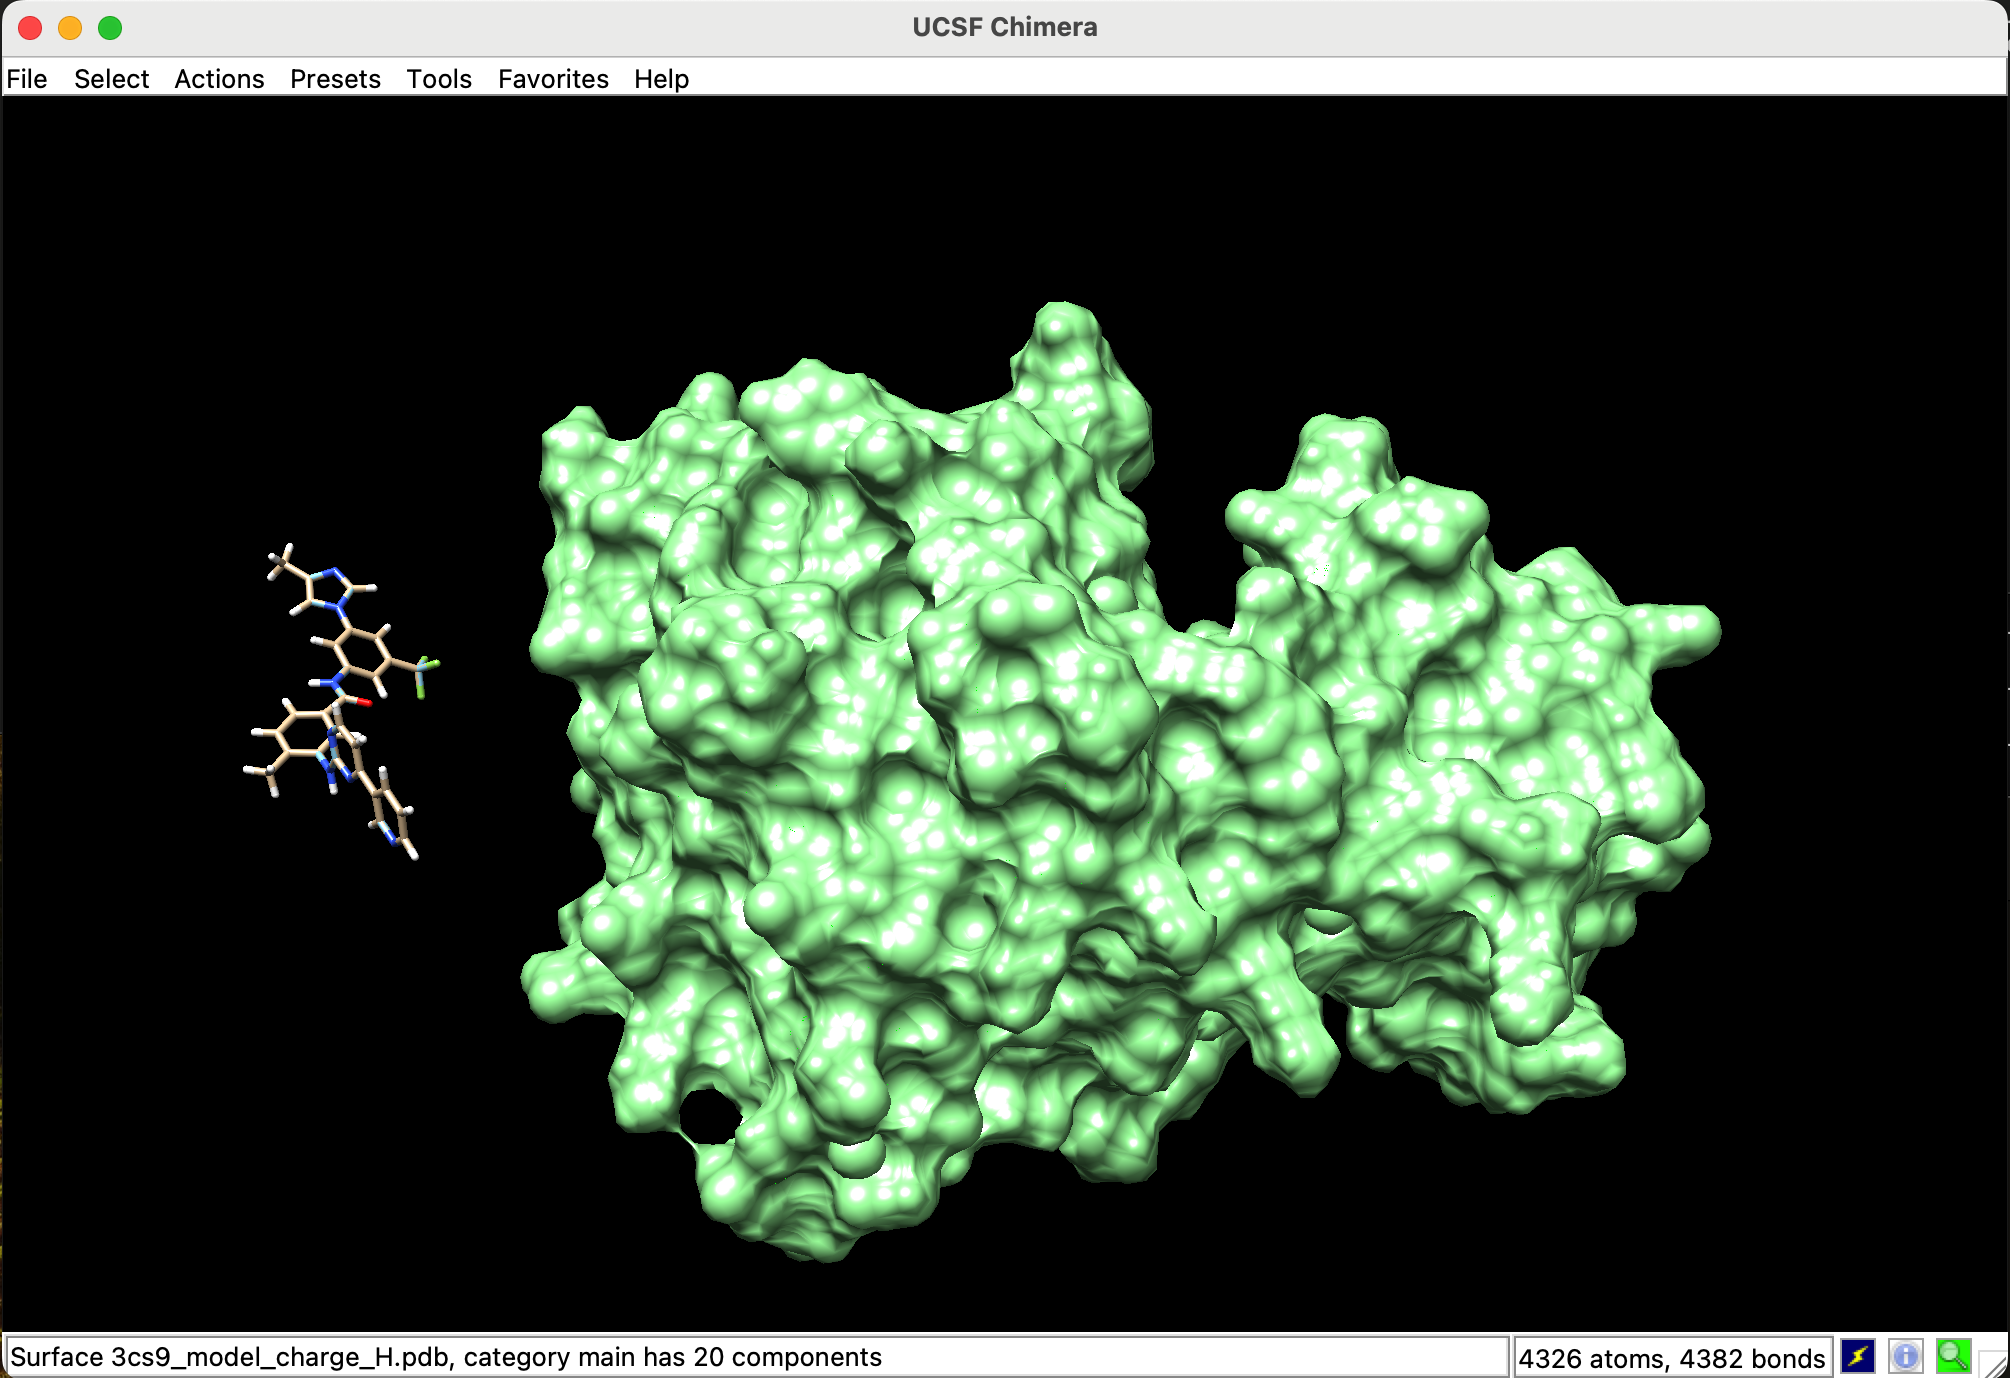 UCSF Chimera
File Select Actions Presets Tools Favorites Help
Surface 3cs9_model_charge_H.pdb, category main has 20 components
4326 atoms, 4382 bonds